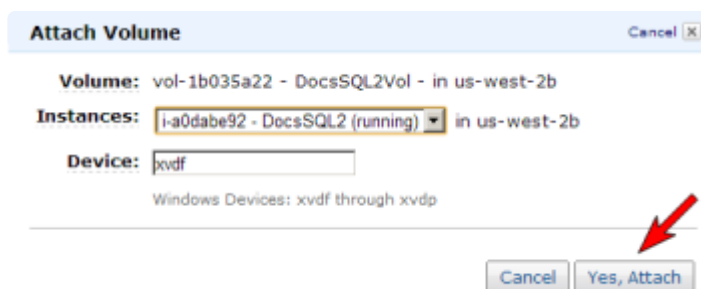 Attach Volume Cancel X
Volume: vol-1b035a22 - DocsSQL2Vol - in us-west-2b
Instances: i-a0dabe92 - DocsSQL2 (running) in us-west-2b
Device: xvdf
Windows Devices: xvdf through xvdp
Cancel Yes, Attach